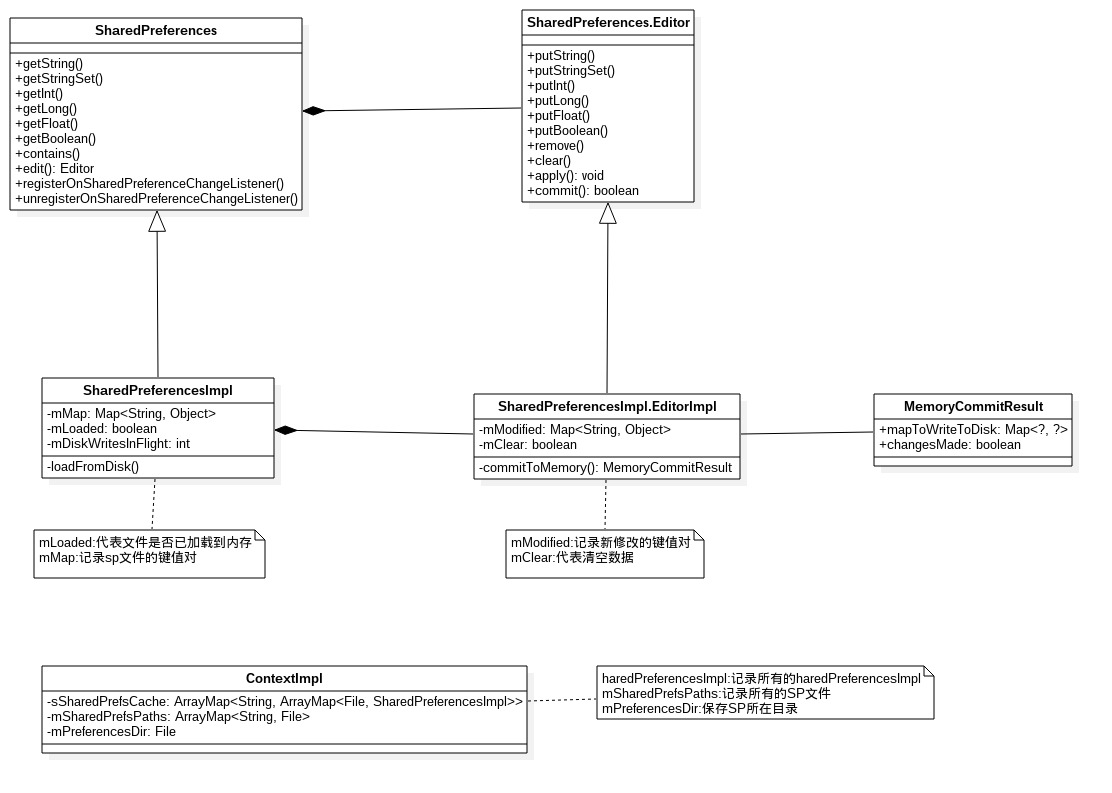 SharedPreferences
+getString()
+getStringSet()
+getInt()
+getLong()
+getFloat()
+getBoolean()
+contains()
+edit(): Editor
+registerOnSharedPreferenceChangeListener()
+unregisterOnSharedPreferenceChangeListener()
SharedPreferences.Editor
+putString()
+putStringSet()
+putInt()
+putLong()
+putFloat()
+putBoolean()
+remove()
+clear()
+apply(): void
+commit(): boolean
SharedPreferencesImpl
-mMap: Map<String, Object>
-mLoaded: boolean
-mDiskWritesInFlight: int
-loadFromDisk()
SharedPreferencesImpl.EditorImpl
-mModified: Map<String, Object>
-mClear: boolean
-commitToMemory(): MemoryCommitResult
MemoryCommitResult
+mapToWriteToDisk: Map<?, ?>
+changesMade: boolean
mLoaded:代表文件是否已加载到内存
mMap:记录sp文件的键值对
mModified:记录新修改的键值对
mClear:代表清空数据
ContextImpl
-sSharedPrefsCache: ArrayMap<String, ArrayMap<File, SharedPreferencesImpl>>
-mSharedPrefsPaths: ArrayMap<String, File>
-mPreferencesDir: File
haredPreferencesImpl:记录所有的haredPreferencesImpl
mSharedPrefsPaths:记录所有的SP文件
mPreferencesDir:保存SP所在目录